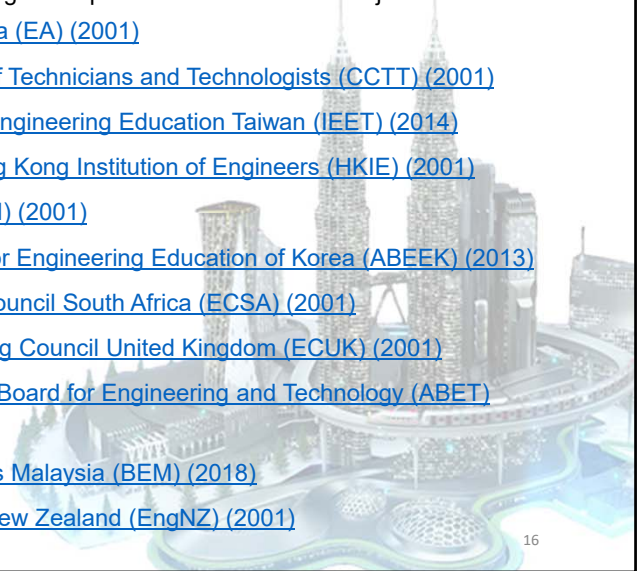 a (EA) (2001)
f Technicians and Technologists (CCTT) (2001)
ngineering Education Taiwan (IEET) (2014)
g Kong Institution of Engineers (HKIE) (2001)
) (2001)
or Engineering Education of Korea (ABEEK) (2013)
ouncil South Africa (ECSA) (2001)
g Council United Kingdom (ECUK) (2001)
Board for Engineering and Technology (ABET)
s Malaysia (BEM) (2018)
ew Zealand (EngNZ) (2001)
16